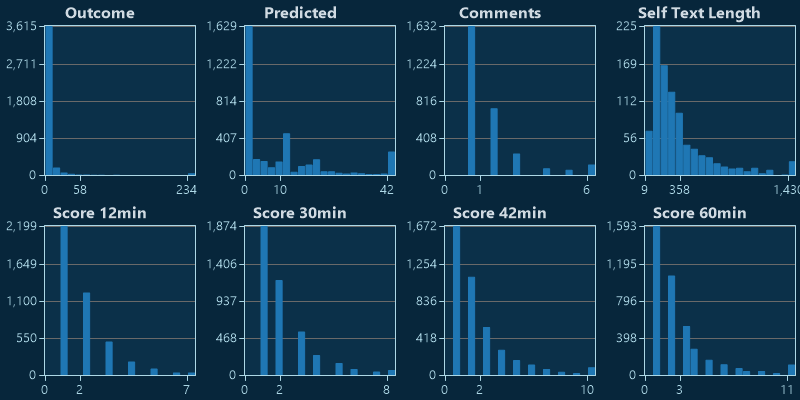 Outcome
3,615
2,711
1,808
904
0
0 58 234
Predicted
1,629
1,222
814
407
0
0 10 42
Comments
1,632
1,224
816
408
0
0 1 6
Self Text Length
225
169
112
56
0
9 358 1,430
Score 12min
2,199
1,649
1,100
550
0
0 2 7
Score 30min
1,874
1,406
937
468
0
0 2 8
Score 42min
1,672
1,254
836
418
0
0 2 10
Score 60min
1,593
1,195
796
398
0
0 3 11